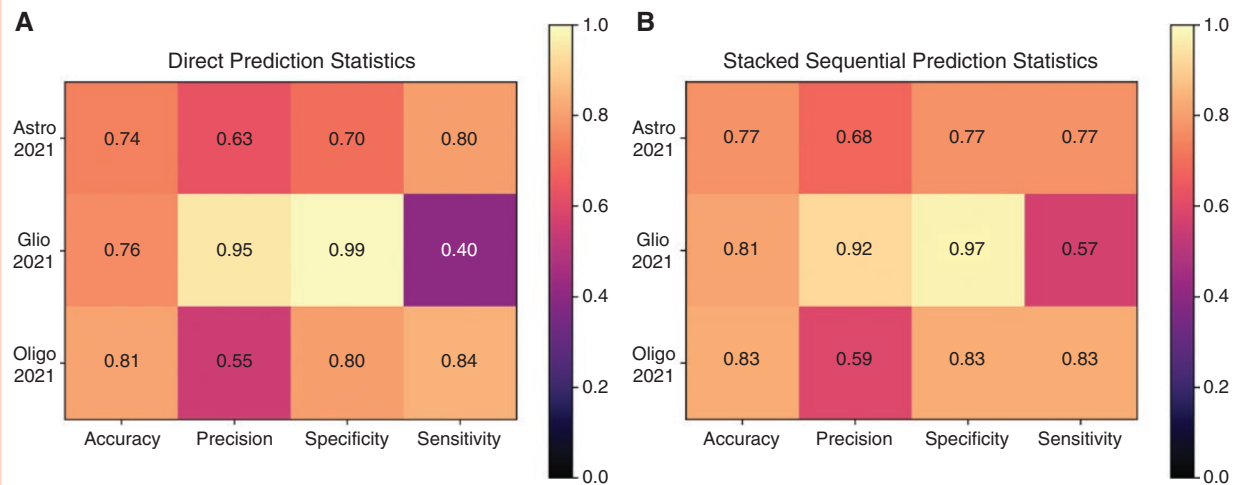 A
Direct Prediction Statistics
Astro
2021
0.74 0.63 0.70 0.80
Glio
2021
0.76 0.95 0.99 0.40
Oligo
2021
0.81 0.55 0.80 0.84
Accuracy Precision Specificity Sensitivity
1.0
0.8
0.6
0.4
0.2
0.0
B
Stacked Sequential Prediction Statistics
Astro
2021
0.77 0.68 0.77 0.77
Glio
2021
0.81 0.92 0.97 0.57
Oligo
2021
0.83 0.59 0.83 0.83
Accuracy Precision Specificity Sensitivity
1.0
0.8
0.6
0.4
0.2
0.0